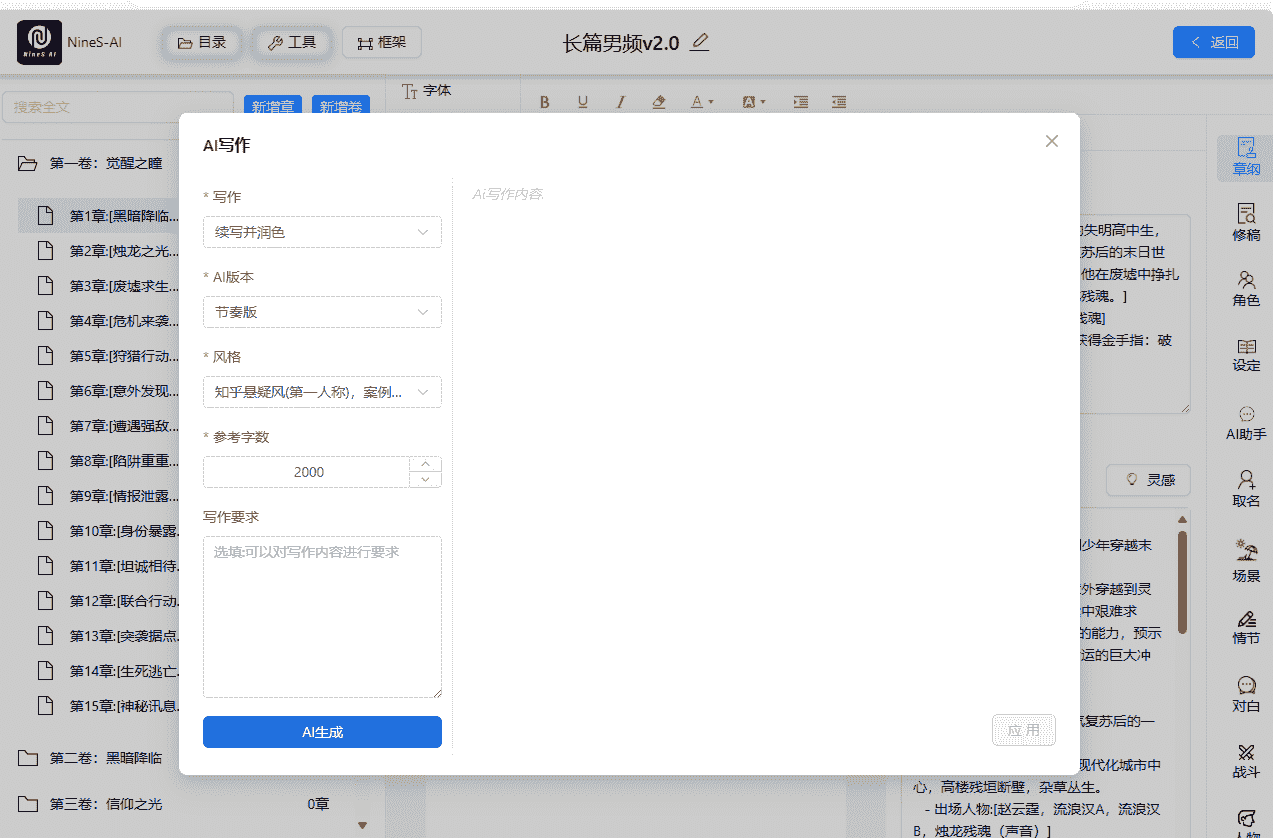 NineS AI
NineS-AI
目录
工具
框架
长篇男频v2.0
返回
搜索全文
新增章
新增卷
字体
B U I A A
第一卷：觉醒之瞳
第1章:[黑暗降临...
第2章:[烛龙之光...
第3章:[废墟求生...
第4章:[危机来袭...
第5章:[狩猎行动...
第6章:[意外发现...
第7章:[遭遇强敌...
第8章:[陷阱重重...
第9章:[情报泄露...
第10章:[身份暴露.
第11章:[坦诚相待.
第12章:[联合行动.
第13章:[突袭据点.
第14章:[生死逃亡.
第15章:[神秘讯息.
第二卷：黑暗降临
第三卷：信仰之光
0章
AI写作
* 写作
续写并润色
* AI版本
节奏版
* 风格
知乎悬疑风(第一人称)，案例...
* 参考字数
2000
写作要求
选填:可以对写作内容进行要求
AI生成
Ai写作内容.
应 用
失明高中生，
苏后的末日世
他在废墟中挣扎
残魂。]
残魂]
获得金手指：破
灵感
少年穿越末
外穿越到灵
中艰难求
的能力，预示
运的巨大冲
气复苏后的一
现代化城市中
心，高楼残垣断壁，杂草丛生。
- 出场人物:[赵云霆，流浪汉A，流浪汉
B，烛龙残魂（声音）]
章纲
修稿
角色
设定
AI助手
取名
场景
情节
对白
战斗
人物